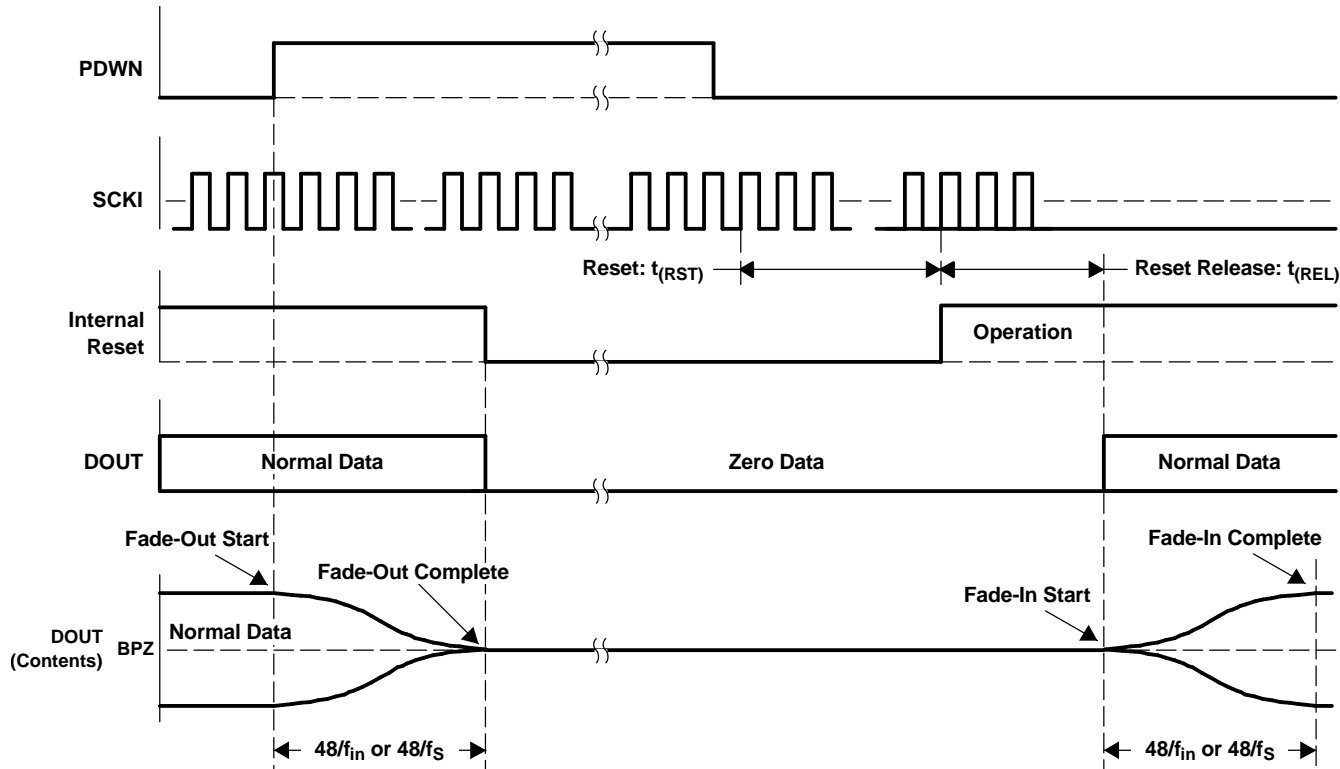 PDWN
SCKI
Reset: t(RST)
Reset Release: t(REL)
Internal
Reset
Operation
DOUT
Normal Data
Zero Data
Normal Data
Fade-Out Start
Fade-In Complete
Fade-Out Complete
Fade-In Start
Normal Data
DOUT
(Contents)
BPZ
48/fin or 48/fS
48/fin or 48/fS